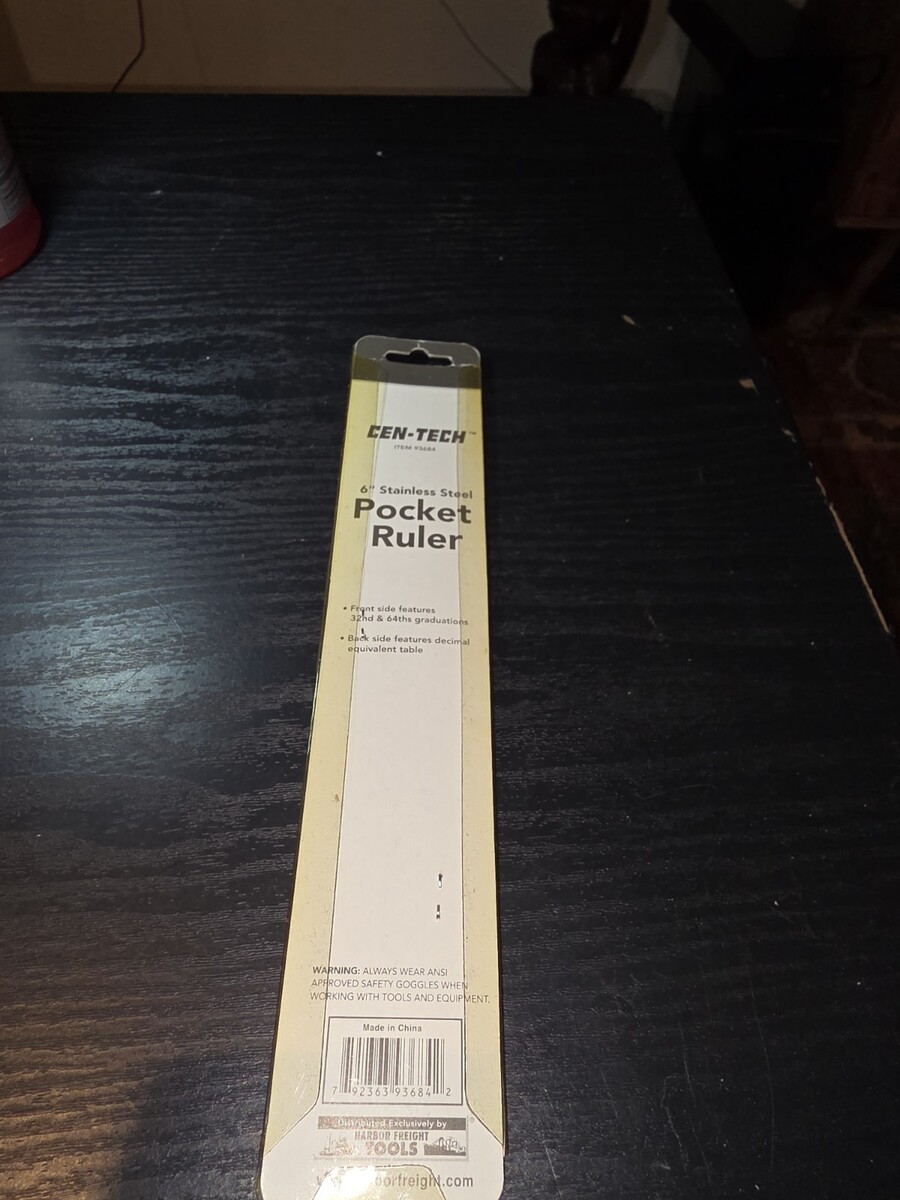 CEN-TECH™
ITEM 93684
6" Stainless Steel
Pocket
Ruler
• Front side features
32nd & 64ths graduations
• Back side features decimal
equivalent table
WARNING: ALWAYS WEAR ANSI
APPROVED SAFETY GOGGLES WHEN
WORKING WITH TOOLS AND EQUIPMENT.
Made in China
7 92363 93684 2
Distributed Exclusively by
HARBOR FREIGHT
TOOLS